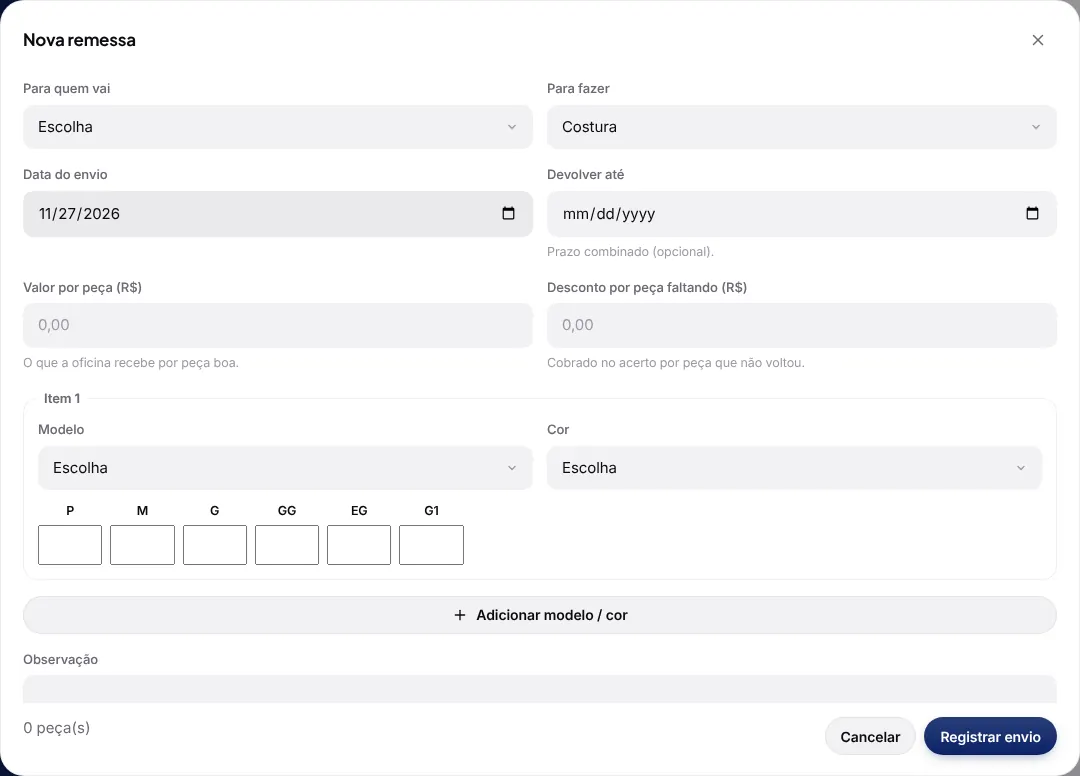 Nova remessa
Para quem vai
Para fazer
Escolha
Costura
Data do envio
Devolver até
11/27/2026
mm/dd/yyyy
Prazo combinado (opcional).
Valor por peça (R$)
Desconto por peça faltando (R$)
0,00
0,00
O que a oficina recebe por peça boa.
Cobrado no acerto por peça que não voltou.
Item 1
Modelo
Cor
Escolha
Escolha
P M G GG EG G1
+ Adicionar modelo / cor
Observação
0 peça(s)
Cancelar
Registrar envio